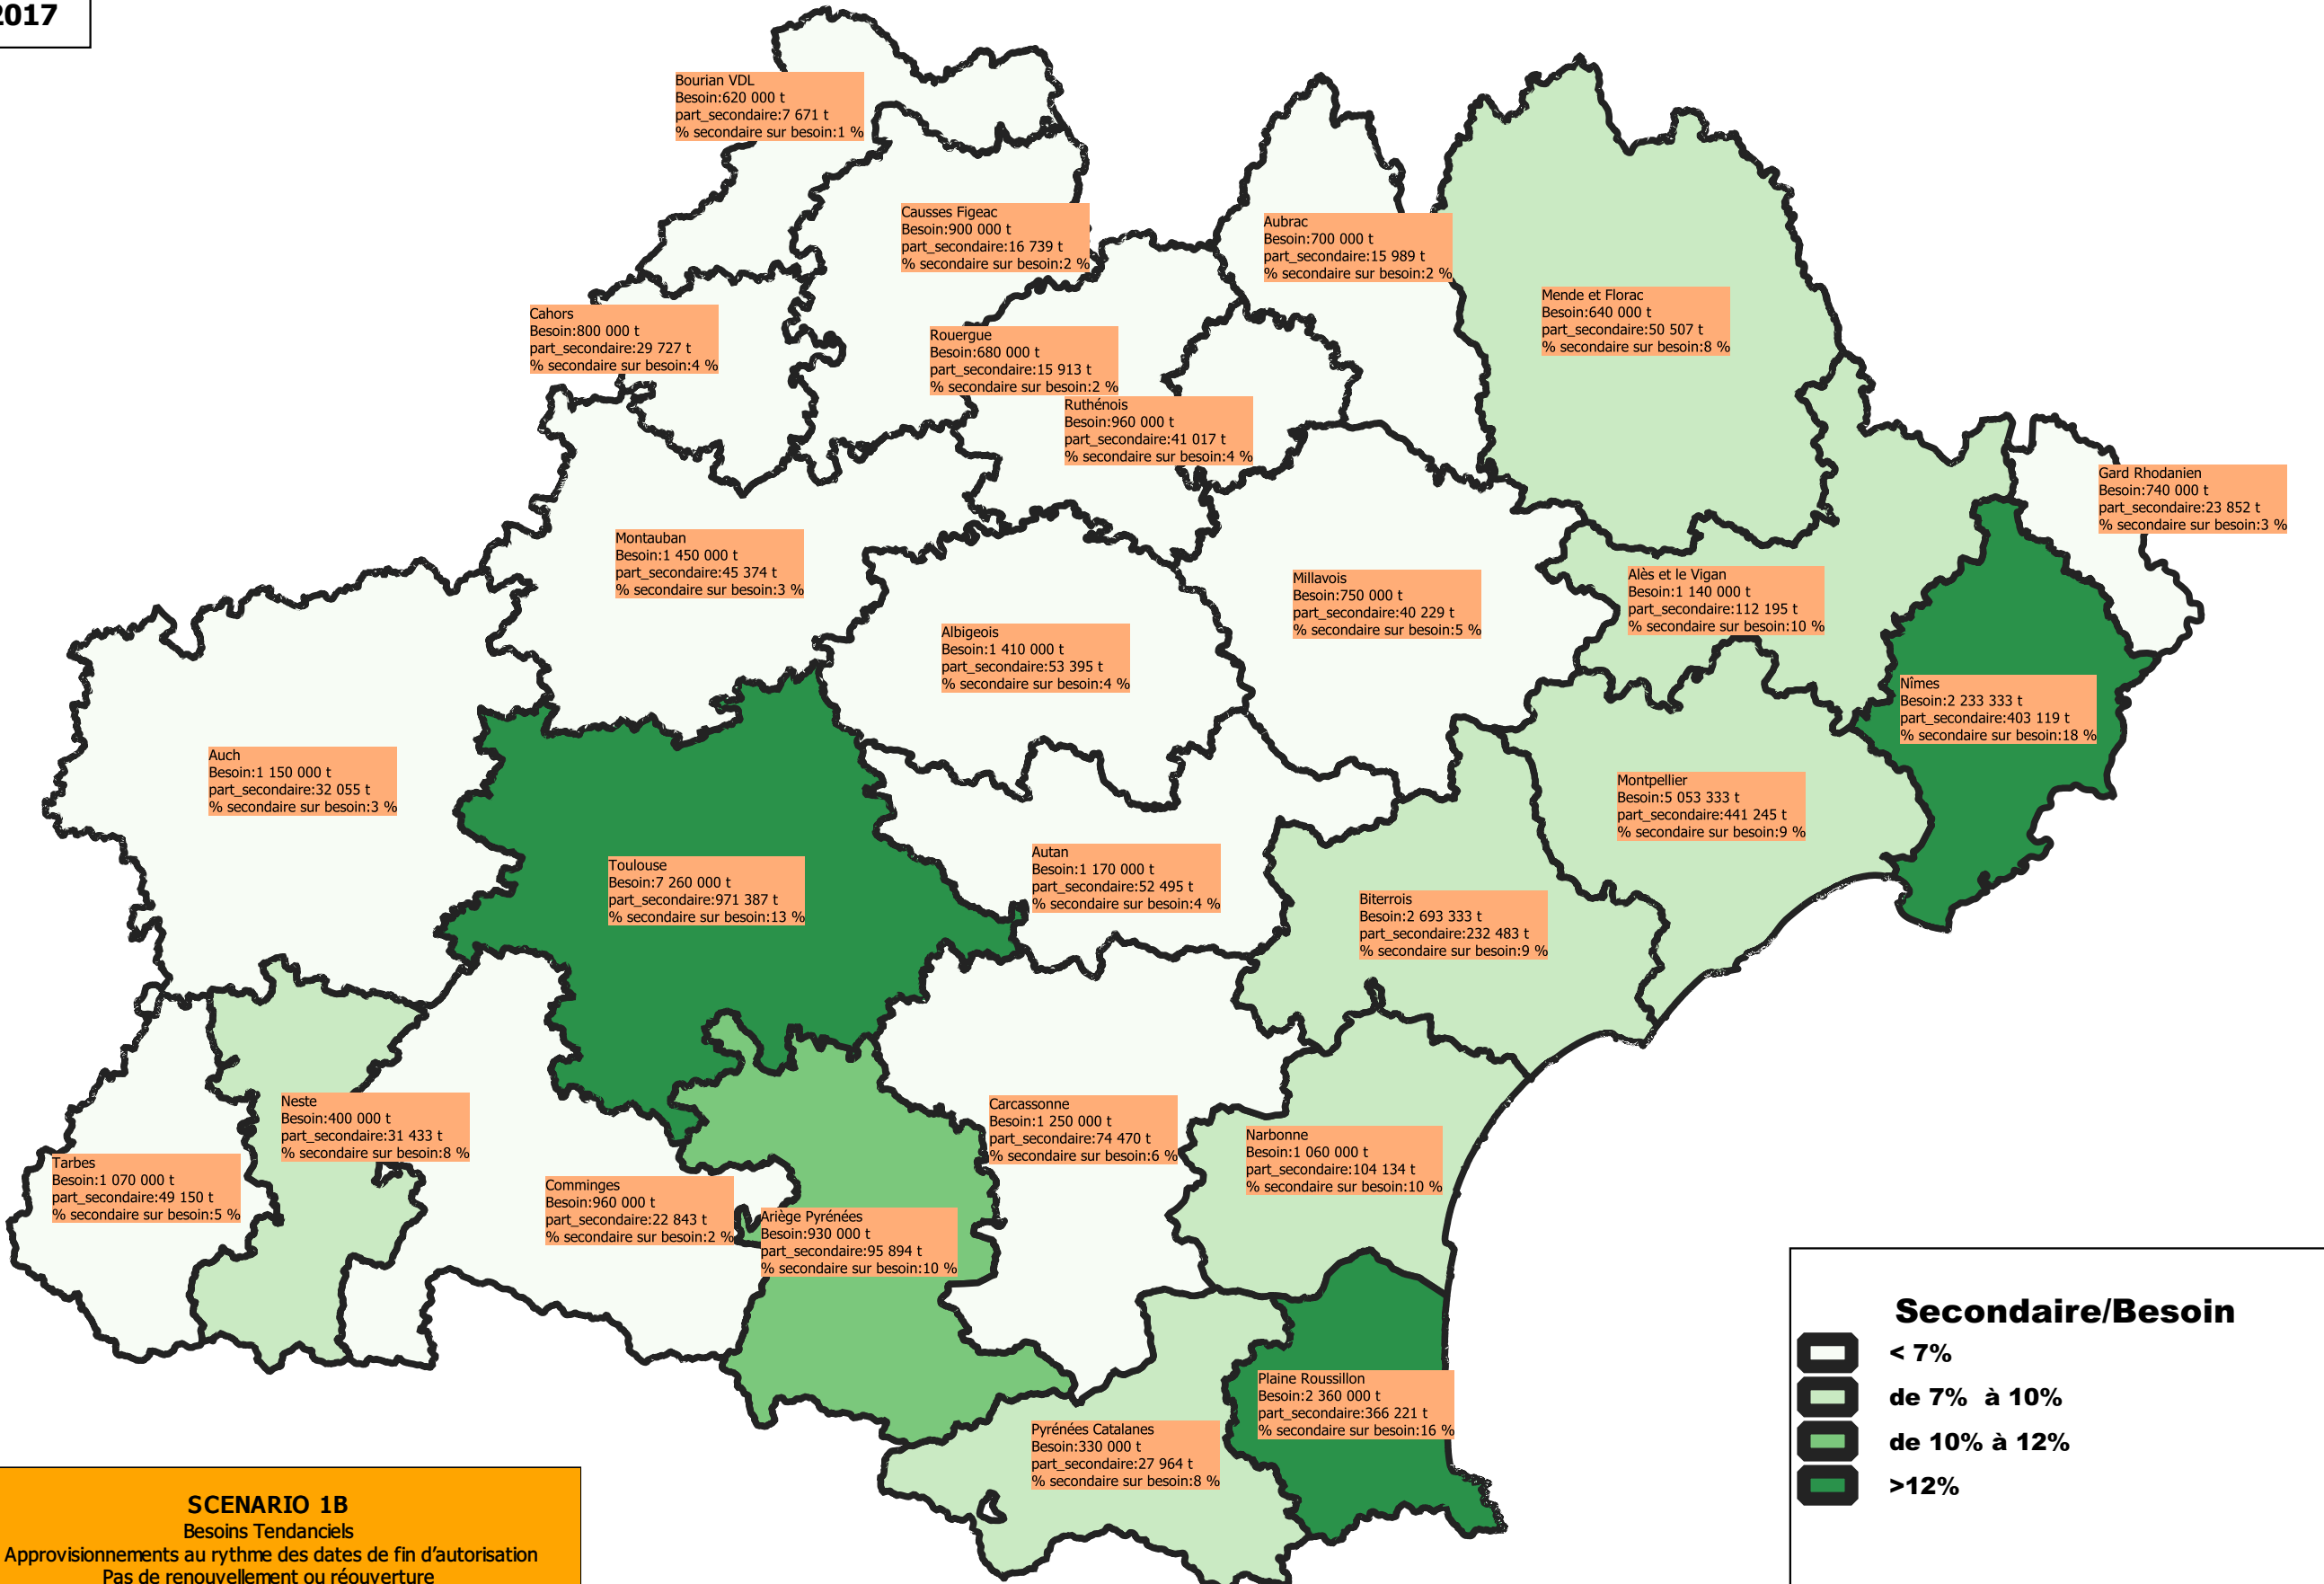 2017
Bourian VDL
Besoin:620 000 t
part_secondaire:7 671 t
% secondaire sur besoin:1 %
Causses Figeac
Besoin:900 000 t
part_secondaire:16 739 t
% secondaire sur besoin:2 %
Aubrac
Besoin:700 000 t
part_secondaire:15 989 t
% secondaire sur besoin:2 %
Mende et Florac
Besoin:640 000 t
part_secondaire:50 507 t
% secondaire sur besoin:8 %
Cahors
Besoin:800 000 t
part_secondaire:29 727 t
% secondaire sur besoin:4 %
Rouergue
Besoin:680 000 t
part_secondaire:15 913 t
% secondaire sur besoin:2 %
Ruthénois
Besoin:960 000 t
part_secondaire:41 017 t
% secondaire sur besoin:4 %
Gard Rhodanien
Besoin:740 000 t
part_secondaire:23 852 t
% secondaire sur besoin:3 %
Montauban
Besoin:1 450 000 t
part_secondaire:45 374 t
% secondaire sur besoin:3 %
Millavois
Besoin:750 000 t
part_secondaire:40 229 t
% secondaire sur besoin:5 %
Alès et le Vigan
Besoin:1 140 000 t
part_secondaire:112 195 t
% secondaire sur besoin:10 %
Albigeois
Besoin:1 410 000 t
part_secondaire:53 395 t
% secondaire sur besoin:4 %
Nîmes
Besoin:2 233 333 t
part_secondaire:403 119 t
% secondaire sur besoin:18 %
Auch
Besoin:1 150 000 t
part_secondaire:32 055 t
% secondaire sur besoin:3 %
Montpellier
Besoin:5 053 333 t
part_secondaire:441 245 t
% secondaire sur besoin:9 %
Toulouse
Besoin:7 260 000 t
part_secondaire:971 387 t
% secondaire sur besoin:13 %
Autan
Besoin:1 170 000 t
part_secondaire:52 495 t
% secondaire sur besoin:4 %
Biterrois
Besoin:2 693 333 t
part_secondaire:232 483 t
% secondaire sur besoin:9 %
Neste
Besoin:400 000 t
part_secondaire:31 433 t
% secondaire sur besoin:8 %
Carcassonne
Besoin:1 250 000 t
part_secondaire:74 470 t
% secondaire sur besoin:6 %
Narbonne
Besoin:1 060 000 t
part_secondaire:104 134 t
% secondaire sur besoin:10 %
Tarbes
Besoin:1 070 000 t
part_secondaire:49 150 t
% secondaire sur besoin:5 %
Comminges
Besoin:960 000 t
part_secondaire:22 843 t
% secondaire sur besoin:2 %
Ariège Pyrénées
Besoin:930 000 t
part_secondaire:95 894 t
% secondaire sur besoin:10 %
Plaine Roussillon
Besoin:2 360 000 t
part_secondaire:366 221 t
% secondaire sur besoin:16 %
Pyrénées Catalanes
Besoin:330 000 t
part_secondaire:27 964 t
% secondaire sur besoin:8 %
Secondaire/Besoin
< 7%
de 7% à 10%
de 10% à 12%
>12%
SCENARIO 1B
Besoins Tendanciels
Approvisionnements au rythme des dates de fin d'autorisation
Pas de renouvellement ou réouverture